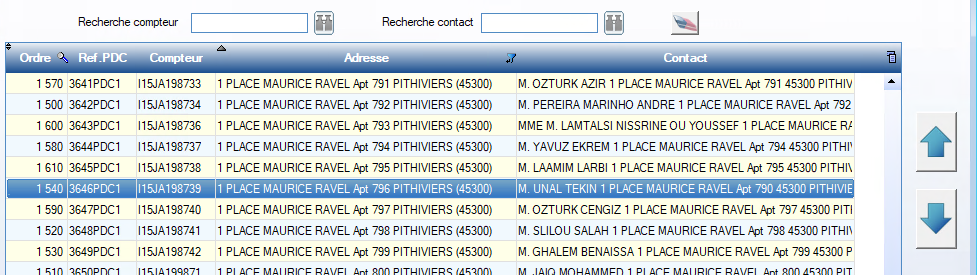 Recherche compteur Recherche contact
Ordre Ref.PDC Compteur Adresse Contact
1 570 3641PDC1 I15JA198733 1 PLACE MAURICE RAVEL Apt 791 PITHIVIERS (45300) M. OZTURK AZIR 1 PLACE MAURICE RAVEL Apt 791 45300 PITHIV
1 500 3642PDC1 I15JA198734 1 PLACE MAURICE RAVEL Apt 792 PITHIVIERS (45300) M. PEREIRA MARINHO ANDRE 1 PLACE MAURICE RAVEL Apt 792
1 600 3643PDC1 I15JA198736 1 PLACE MAURICE RAVEL Apt 793 PITHIVIERS (45300) MME M. LAMTALSI NISSRINE OU YOUSSEF 1 PLACE MAURICE RA
1 580 3644PDC1 I15JA198737 1 PLACE MAURICE RAVEL Apt 794 PITHIVIERS (45300) M. YAVUZ EKREM 1 PLACE MAURICE RAVEL Apt 794 45300 PITHIV
1 610 3645PDC1 I15JA198738 1 PLACE MAURICE RAVEL Apt 795 PITHIVIERS (45300) M. LAAMIM LARBI 1 PLACE MAURICE RAVEL Apt 795 45300 PITHIV
1 540 3646PDC1 I15JA198739 1 PLACE MAURICE RAVEL Apt 796 PITHIVIERS (45300) M. UNAL TEKIN 1 PLACE MAURICE RAVEL Apt 790 45300 PITHIVIE
1 590 3647PDC1 I15JA198740 1 PLACE MAURICE RAVEL Apt 797 PITHIVIERS (45300) M. OZTURK CENGIZ 1 PLACE MAURICE RAVEL Apt 797 45300 PITI
1 520 3648PDC1 I15JA198741 1 PLACE MAURICE RAVEL Apt 798 PITHIVIERS (45300) M. SLILOU SALAH 1 PLACE MAURICE RAVEL Apt 798 45300 PITHI
1 530 3649PDC1 I15JA198742 1 PLACE MAURICE RAVEL Apt 799 PITHIVIERS (45300) M. GHALEM BENAISSA 1 PLACE MAURICE RAVEL Apt 799 45300 P
1 510 3650PDC1 I15JA199871 1 PLACE MAURICE RAVEL Apt 800 PITHIVIERS (45300) M. JAIQ MOHAMMED 1 PLACE MAURICE RAVEL Apt 800 45300 PI